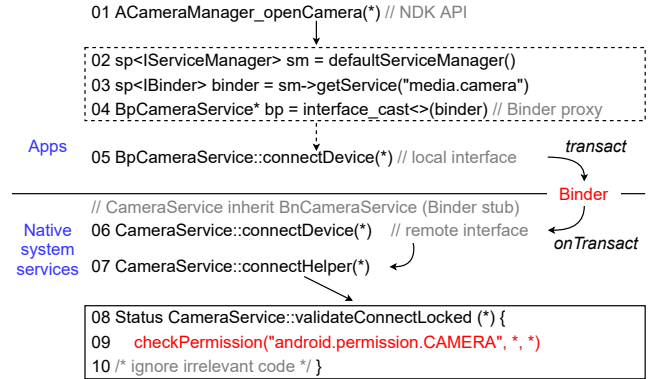 01 ACameraManager_openCamera(*) // NDK API
02 sp<IServiceManager> sm = defaultServiceManager()
03 sp<IBinder> binder = sm->getService("media.camera")
04 BpCameraService* bp = interface_cast<>(binder) // Binder proxy
Apps
05 BpCameraService::connectDevice(*) // local interface
transact
Binder
// CameraService inherit BnCameraService (Binder stub)
Native
system
services
06 CameraService::connectDevice(*) // remote interface
onTransact
07 CameraService::connectHelper(*)
08 Status CameraService::validateConnectLocked (*) {
09 checkPermission("android.permission.CAMERA", *, *)
10 /* ignore irrelevant code */ }